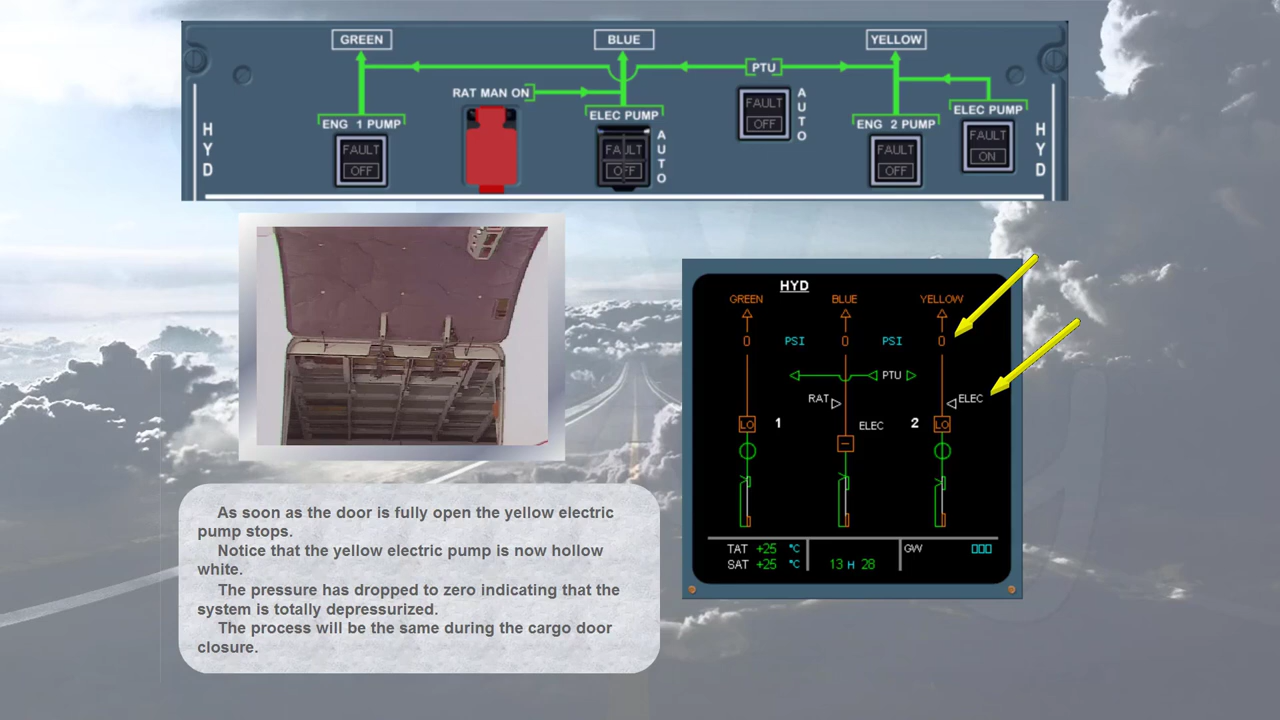 GREEN BLUE YELLOW
PTU
RAT MAN ON
ELEC PUMP
ELEC PUMP
ENG 1 PUMP
ENG 2 PUMP
HYD
FAULT
OFF
FAULT
OFF
AUTO
FAULT
OFF
AUTO
FAULT
OFF
FAULT
ON
HYD
HYD
GREEN BLUE YELLOW
0 PSI 0 PSI 0
PTU
RAT ELEC
LO 1 ELEC 2 LO
TAT +25 °C GW
SAT +25 °C 13 H 28
As soon as the door is fully open the yellow electric
pump stops.
Notice that the yellow electric pump is now hollow
white.
The pressure has dropped to zero indicating that the
system is totally depressurized.
The process will be the same during the cargo door
closure.